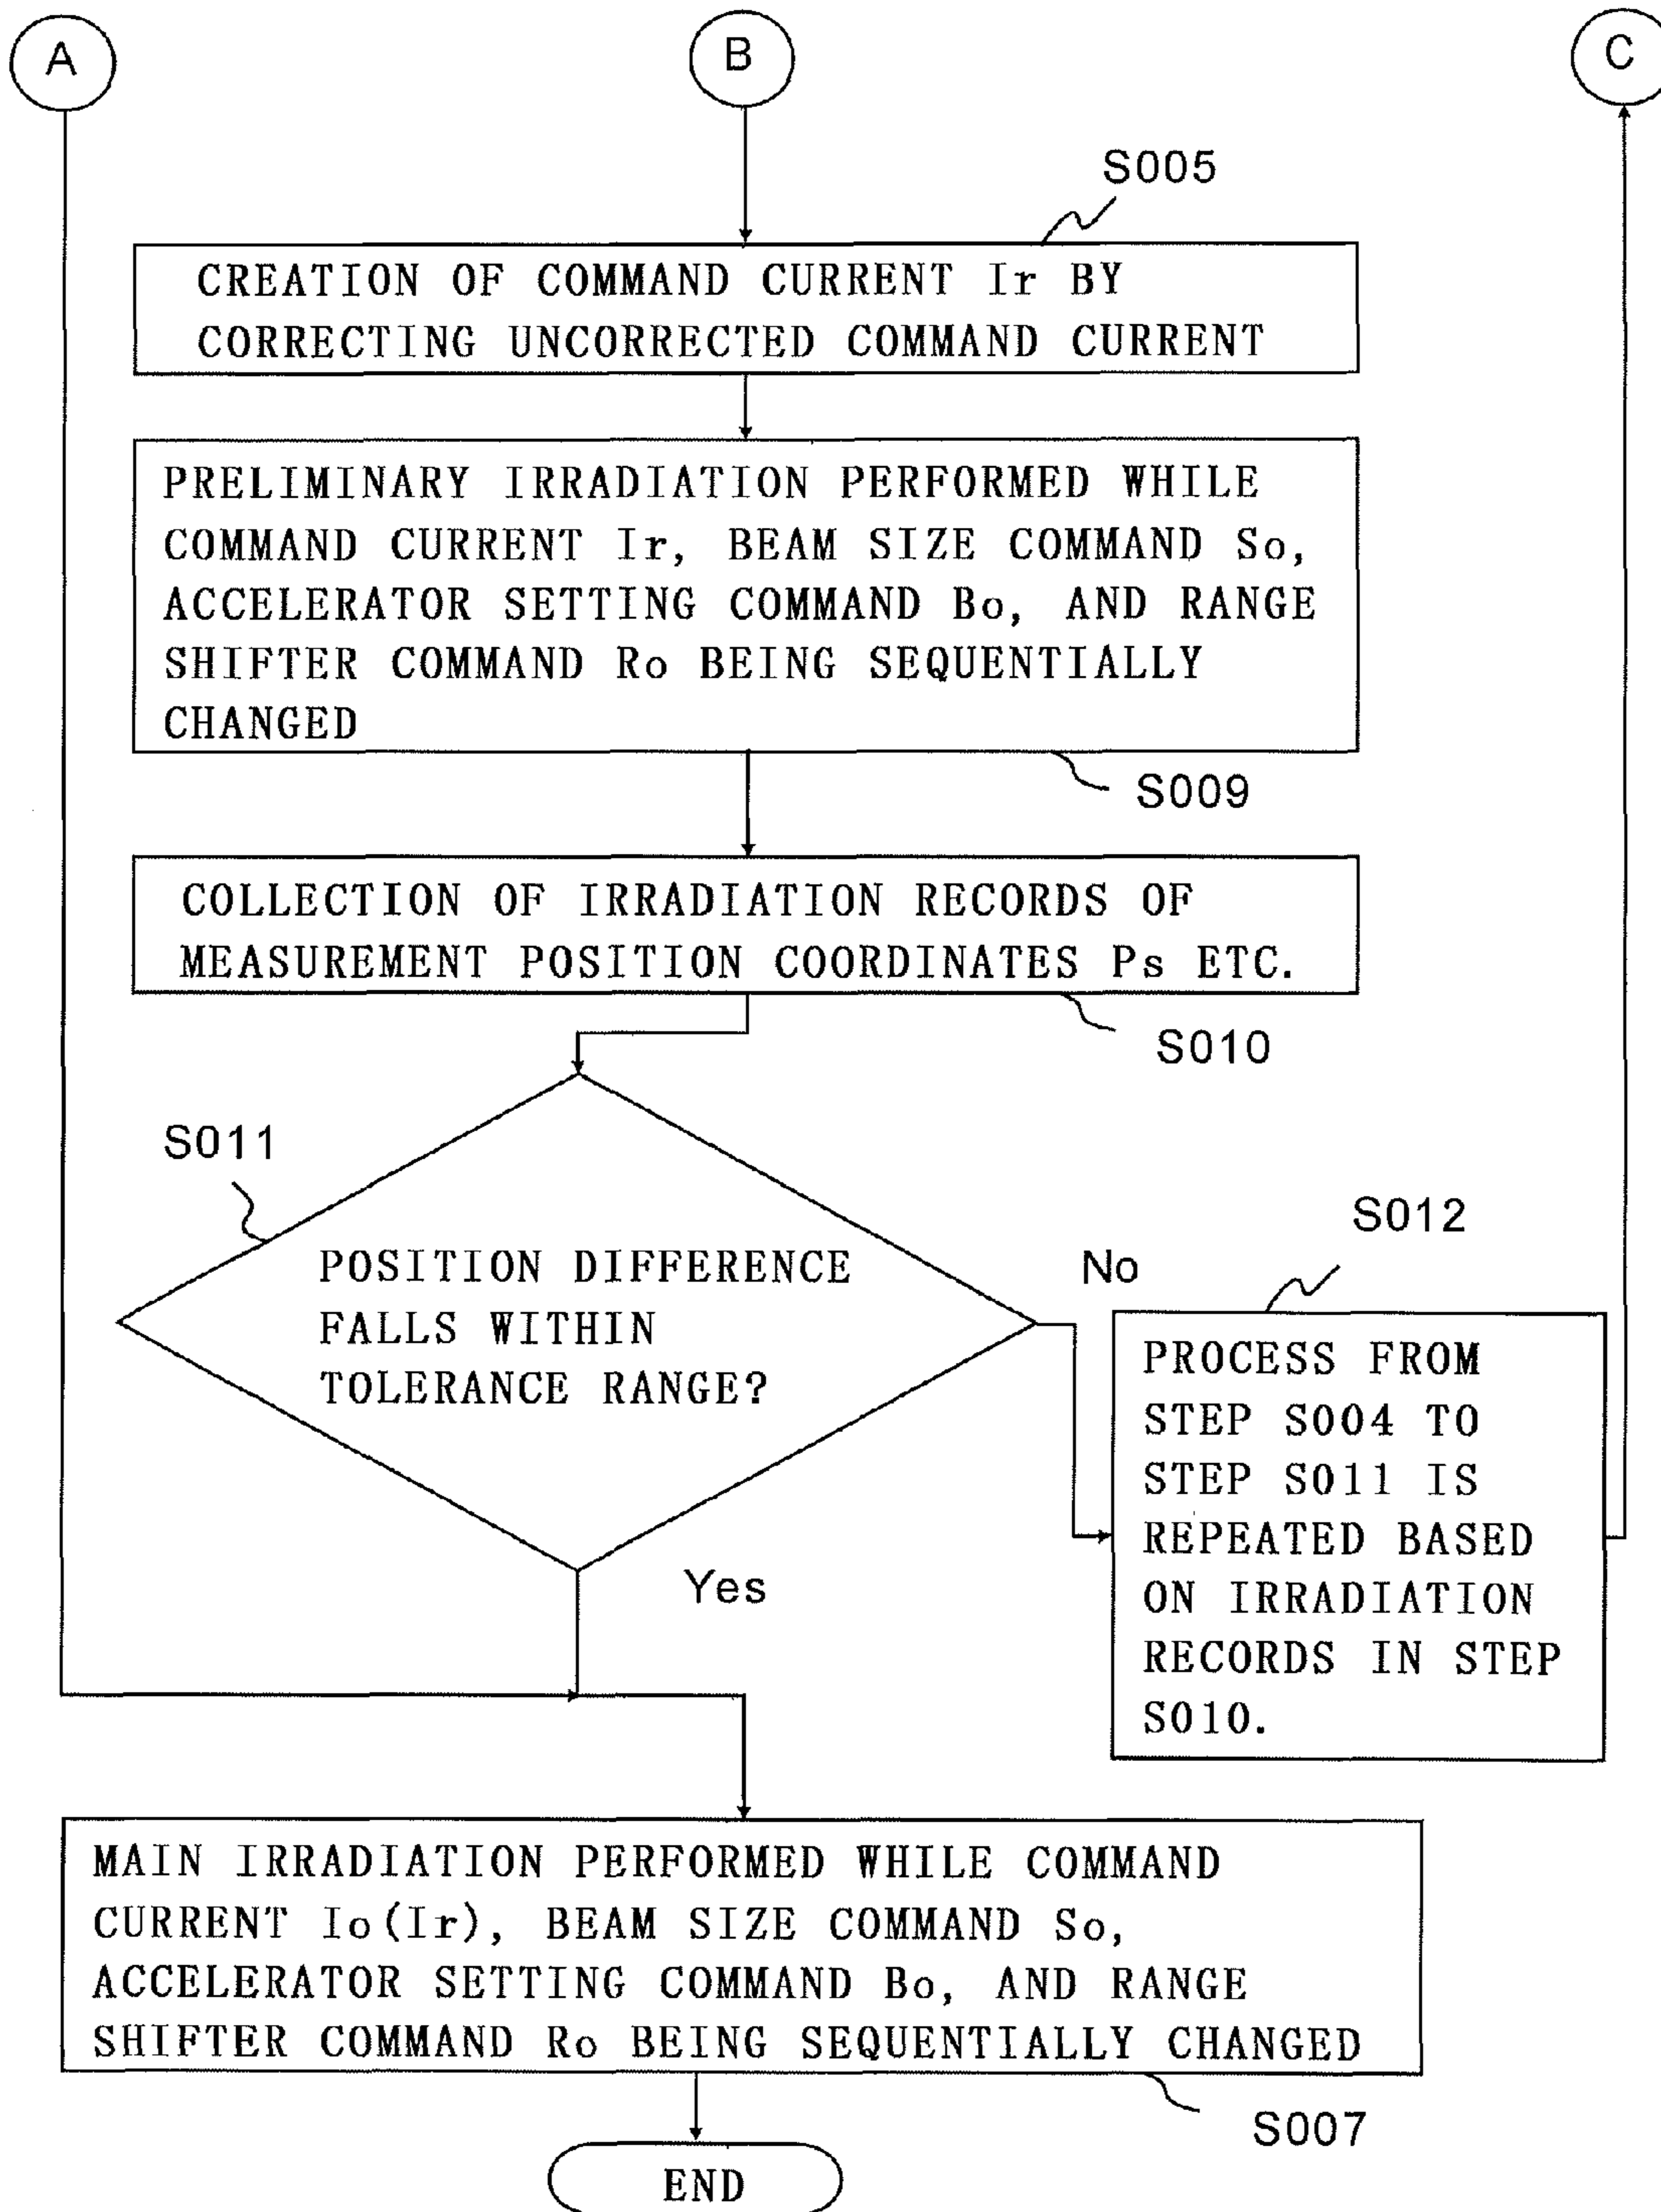 A
B
C
S005
CREATION OF COMMAND CURRENT Ir BY
CORRECTING UNCORRECTED COMMAND CURRENT
PRELIMINARY IRRADIATION PERFORMED WHILE
COMMAND CURRENT Ir, BEAM SIZE COMMAND So,
ACCELERATOR SETTING COMMAND Bo, AND RANGE
SHIFTER COMMAND Ro BEING SEQUENTIALLY
CHANGED
S009
COLLECTION OF IRRADIATION RECORDS OF
MEASUREMENT POSITION COORDINATES Ps ETC.
S010
S011
POSITION DIFFERENCE
FALLS WITHIN
TOLERANCE RANGE?
No
Yes
S012
PROCESS FROM
STEP S004 TO
STEP S011 IS
REPEATED BASED
ON IRRADIATION
RECORDS IN STEP
S010.
MAIN IRRADIATION PERFORMED WHILE COMMAND
CURRENT Io(Ir), BEAM SIZE COMMAND So,
ACCELERATOR SETTING COMMAND Bo, AND RANGE
SHIFTER COMMAND Ro BEING SEQUENTIALLY CHANGED
S007
END